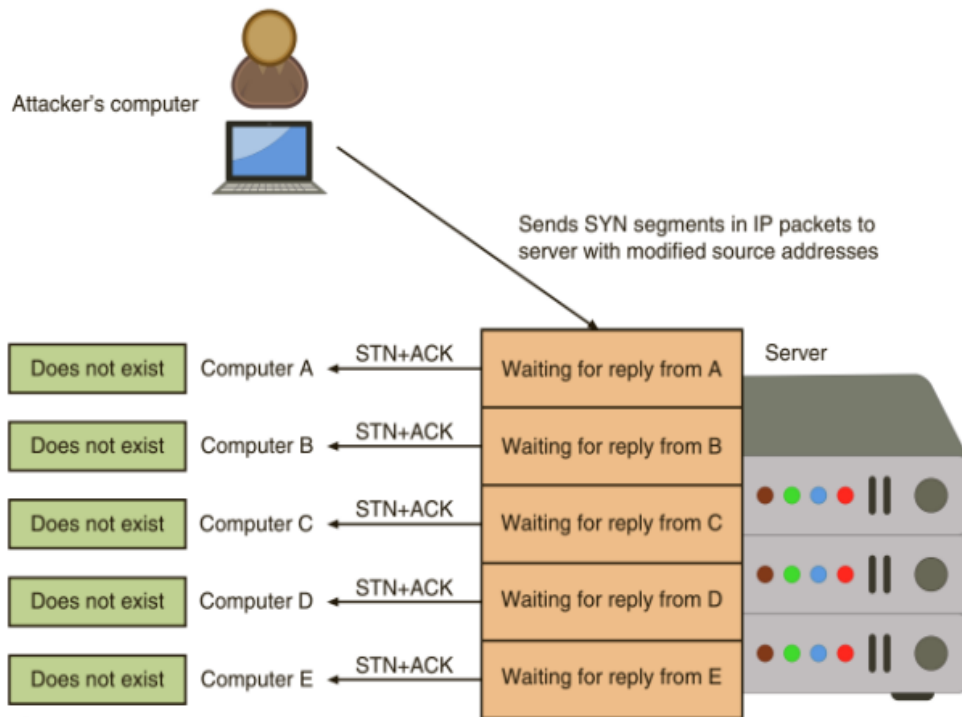 Attacker's computer
Sends SYN segments in IP packets to
server with modified source addresses
Server
Does not exist Computer A STN+ACK Waiting for reply from A
Does not exist Computer B STN+ACK Waiting for reply from B
Does not exist Computer C STN+ACK Waiting for reply from C
Does not exist Computer D STN+ACK Waiting for reply from D
Does not exist Computer E STN+ACK Waiting for reply from E